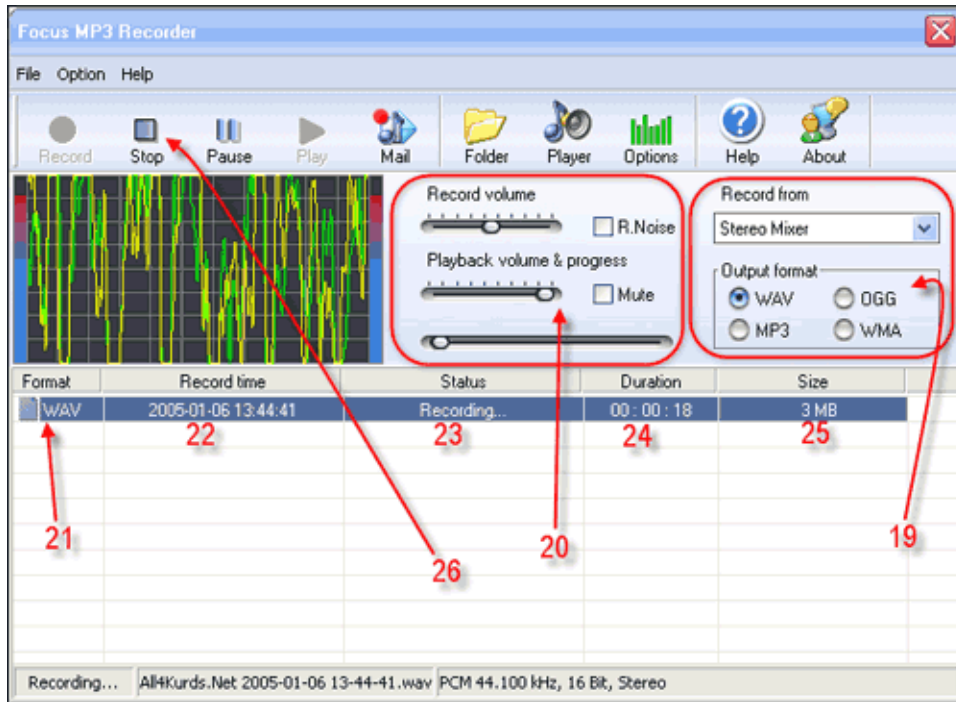 Focus MP3 Recorder
File Option Help
Record Stop Pause Play Mail Folder Player Options Help About
Record volume
R.Noise
Playback volume & progress
Mute
Record from
Stereo Mixer
Output format
WAV OGG
MP3 WMA
Format Record time Status Duration Size
WAV 2005-01-06 13:44:41 Recording... 00 : 00 : 18 3 MB
22 23 24 25
21 20 19
26
Recording... All4Kurds.Net 2005-01-06 13-44-41.wav PCM 44.100 kHz, 16 Bit, Stereo